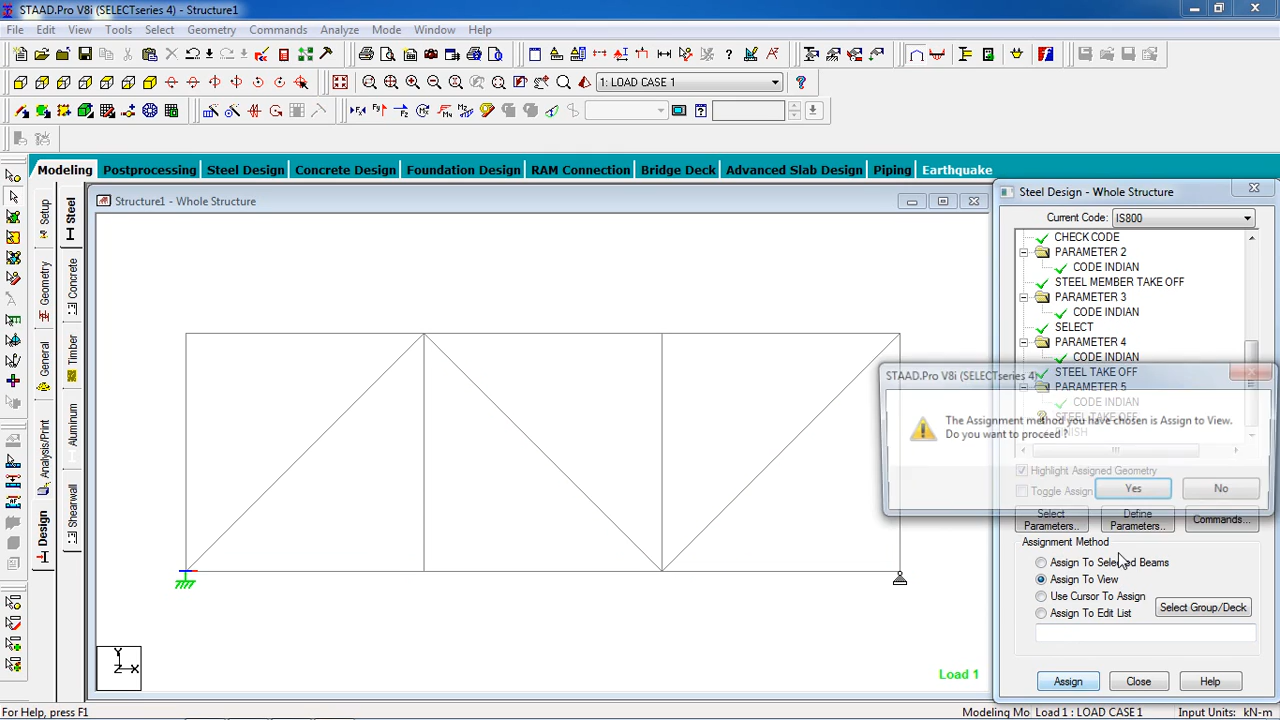 STAAD.Pro V8i (SELECTseries 4) - Structure1
File Edit View Tools Select Geometry Commands Analyze Mode Window Help
1: LOAD CASE 1
Modeling Postprocessing Steel Design Concrete Design Foundation Design RAM Connection Bridge Deck Advanced Slab Design Piping Earthquake
Setup
Geometry
General
Analysis/Print
Design
Steel
Concrete
Timber
Aluminum
Shearwall
Structure1 - Whole Structure
Load 1
Steel Design - Whole Structure
Current Code: IS800
CHECK CODE
PARAMETER 2
CODE INDIAN
STEEL MEMBER TAKE OFF
PARAMETER 3
CODE INDIAN
SELECT
PARAMETER 4
CODE INDIAN
STEEL TAKE OFF
PARAMETER 5
CODE INDIAN
STEEL TAKE OFF
FINISH
STAAD.Pro V8i (SELECTseries 4)
The Assignment method you have chosen is Assign to View.
Do you want to proceed ?
Yes No
Highlight Assigned Geometry
Toggle Assign
Select Parameters..
Define Parameters..
Commands...
Assignment Method
Assign To Selected Beams
Assign To View
Use Cursor To Assign
Assign To Edit List
Select Group/Deck
Assign Close Help
Y
Z X
For Help, press F1
Modeling Mo Load 1 : LOAD CASE 1 Input Units: kN-m